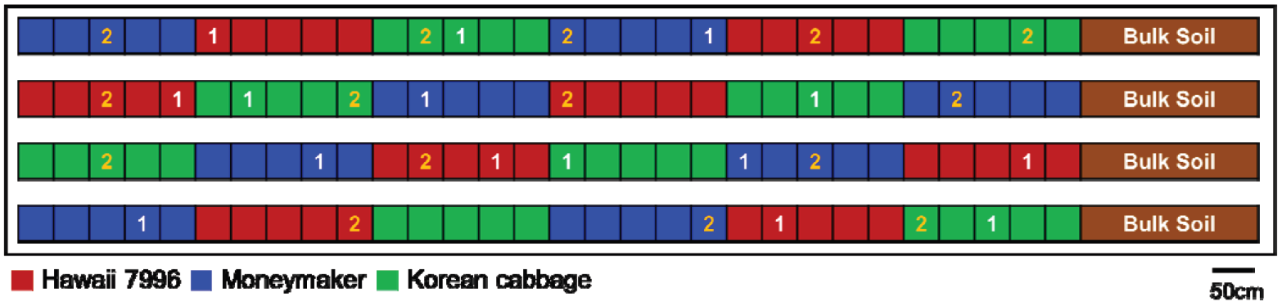 2 1 2 1 2 1 2 2 Bulk Soil
2 1 1 2 1 2 1 2 Bulk Soil
2 1 2 1 1 1 2 1 Bulk Soil
1 2 2 1 2 1 Bulk Soil
Hawaii 7996 Moneymaker Korean cabbage
50cm